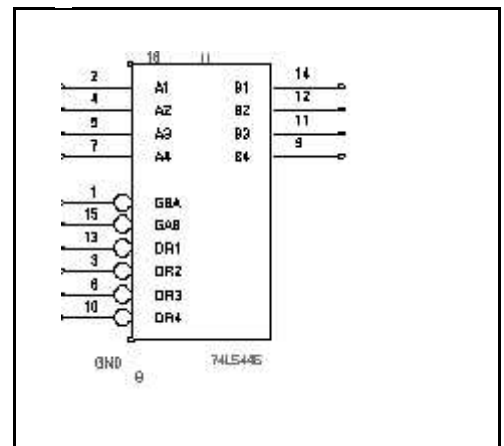 16 U
2 A1 B1 14
4 A2 B2 12
5 A3 B3 11
7 A4 B4 9
1 GBA
15 GAB
13 DR1
3 DR2
6 DR3
10 DR4
GND 74LS446
8